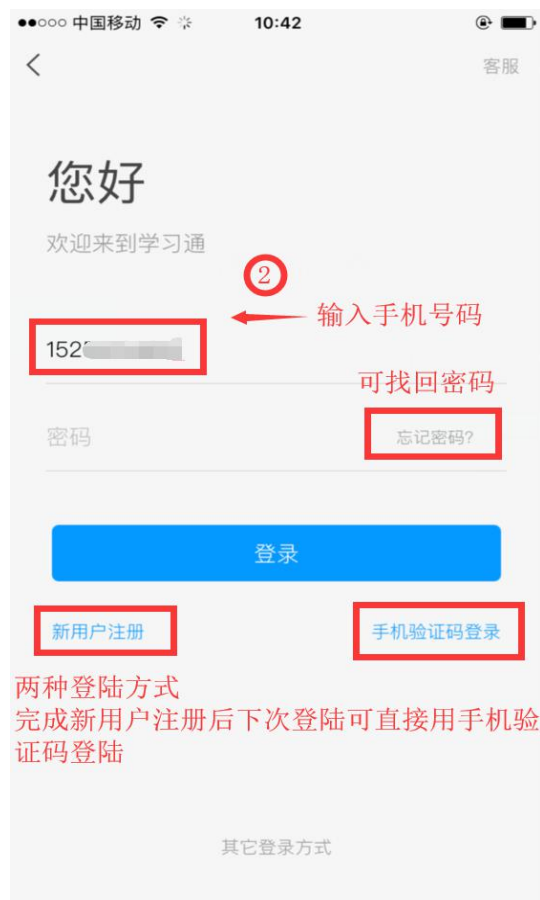 中国移动 10:42
客服
您好
欢迎来到学习通
②
输入手机号码
152
可找回密码
密码 忘记密码?
登录
新用户注册 手机验证码登录
两种登陆方式
完成新用户注册后下次登陆可直接用手机验
证码登陆
其它登录方式